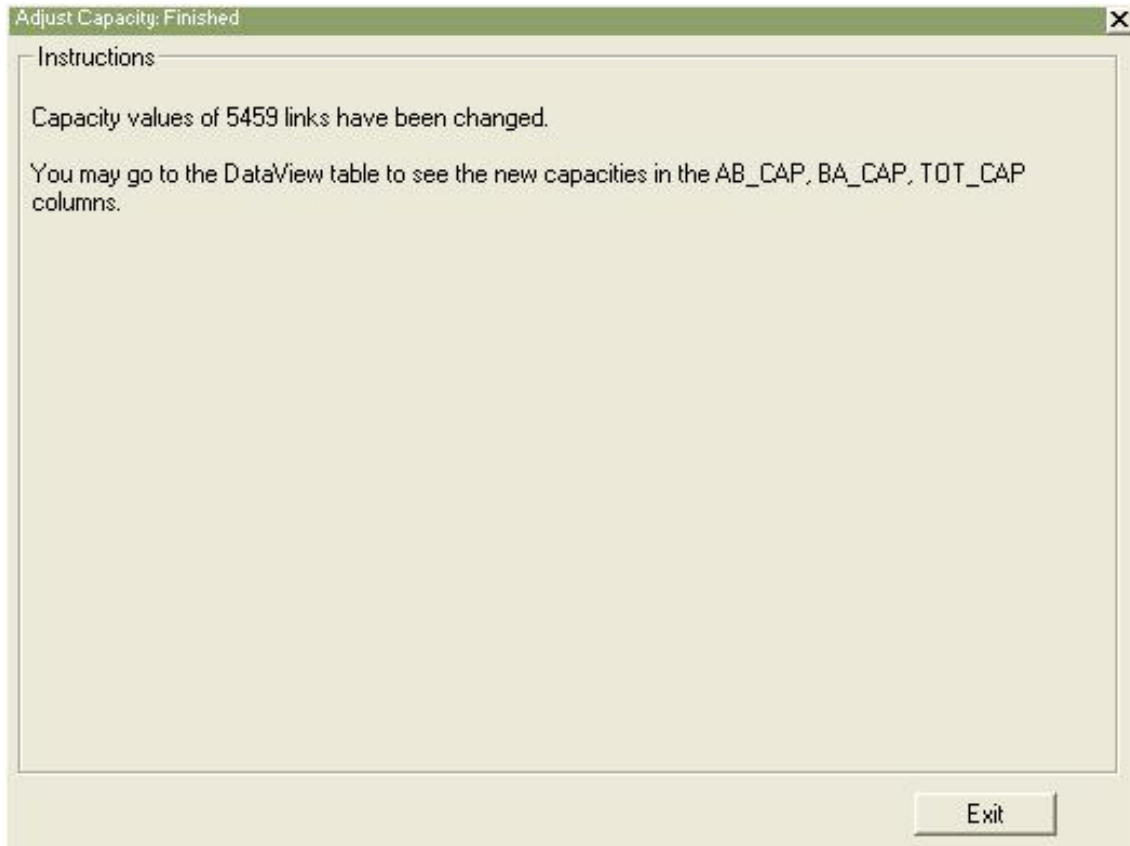 Adjust Capacity: Finished
Instructions
Capacity values of 5459 links have been changed.
You may go to the DataView table to see the new capacities in the AB_CAP, BA_CAP, TOT_CAP
columns.
Exit